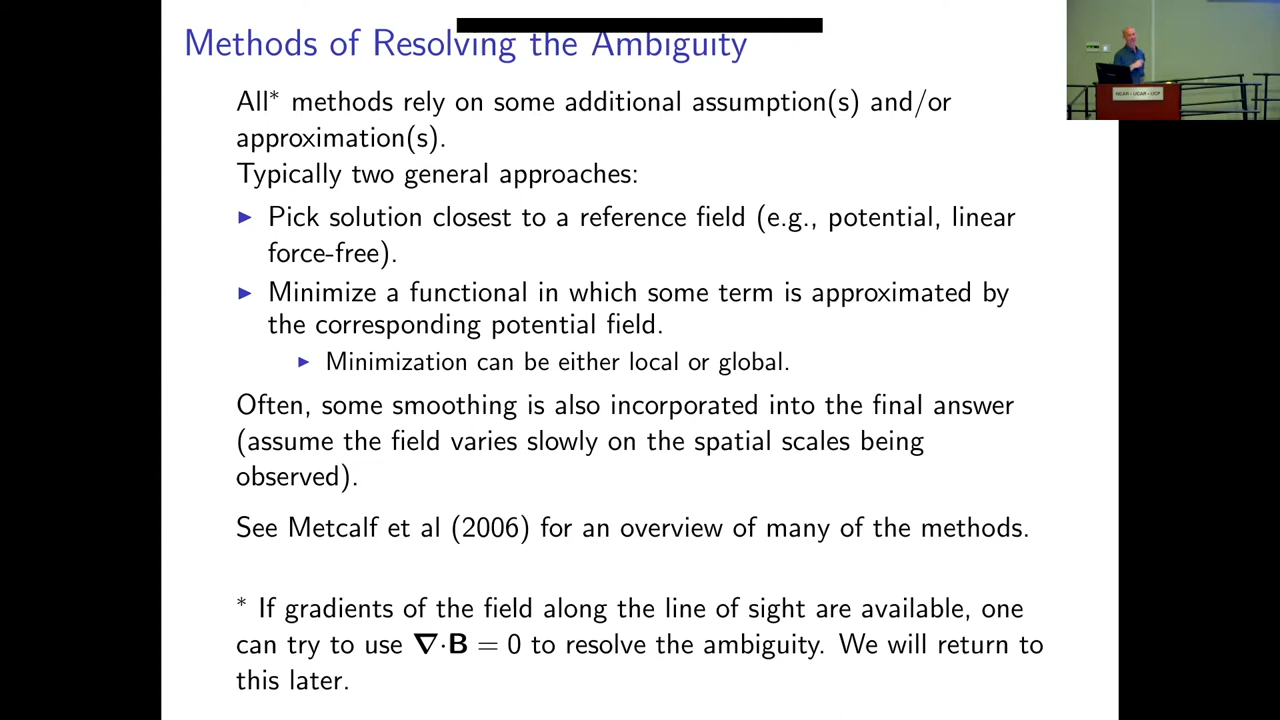 Methods of Resolving the Ambiguity
All* methods rely on some additional assumption(s) and/or
approximation(s).
Typically two general approaches:
▶ Pick solution closest to a reference field (e.g., potential, linear
force-free).
▶ Minimize a functional in which some term is approximated by
the corresponding potential field.
▶ Minimization can be either local or global.
Often, some smoothing is also incorporated into the final answer
(assume the field varies slowly on the spatial scales being
observed).
See Metcalf et al (2006) for an overview of many of the methods.
* If gradients of the field along the line of sight are available, one
can try to use ∇·B = 0 to resolve the ambiguity. We will return to
this later.
NCAR • UCAR • UCP